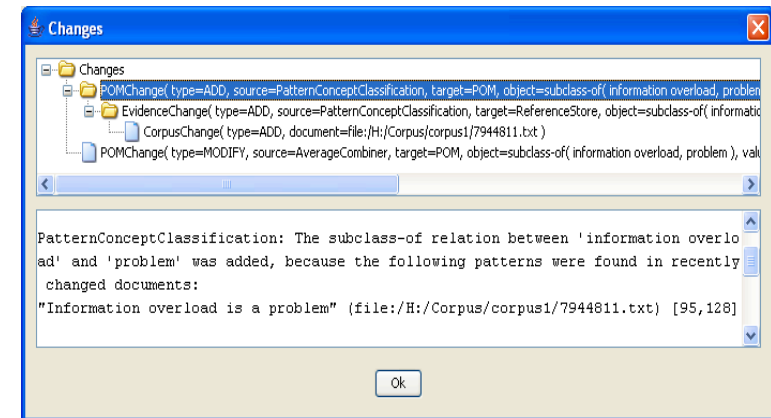 Changes
Changes
POMChange( type=ADD, source=PatternConceptClassification, target=POM, object=subclass-of( information overload, problem
EvidenceChange( type=ADD, source=PatternConceptClassification, target=ReferenceStore, object=subclass-of( informatic
CorpusChange( type=ADD, document=file:/H:/Corpus/corpus1/7944811.txt )
POMChange( type=MODIFY, source=AverageCombiner, target=POM, object=subclass-of( information overload, problem ), valu
PatternConceptClassification: The subclass-of relation between 'information overlo
ad' and 'problem' was added, because the following patterns were found in recently
changed documents:
"Information overload is a problem" (file:/H:/Corpus/corpus1/7944811.txt) [95,128]
Ok